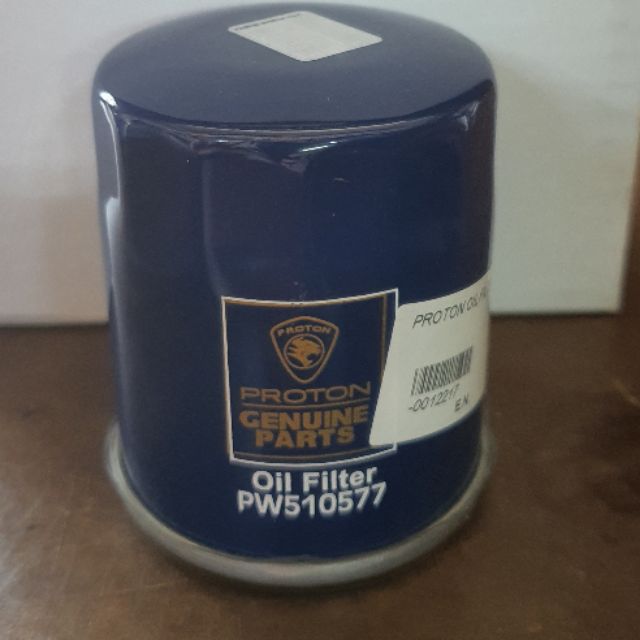 PROTON
PROTON
GENUINE
PARTS
Oil Filter
PW510577
PROTON OIL
-0012217
E.N.